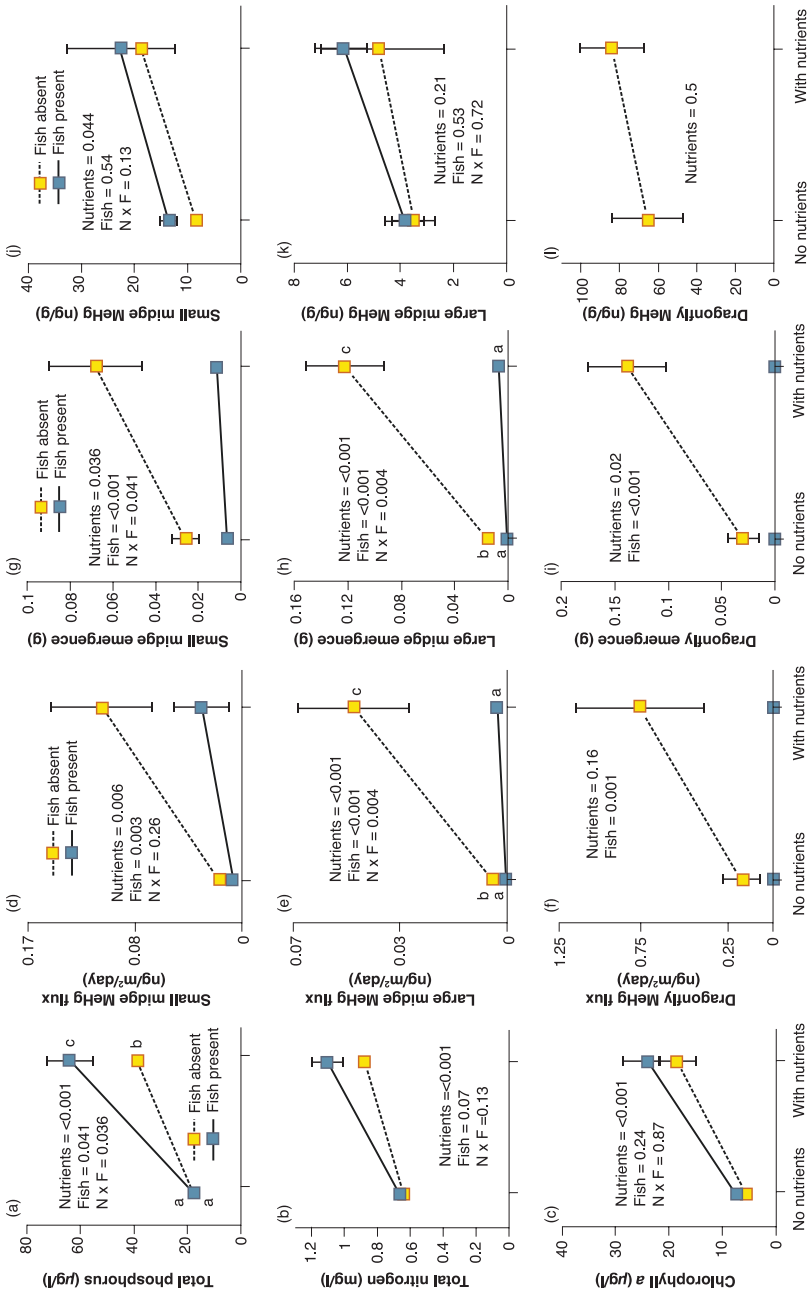 (a)
Total phosphorus (µg/l)
80
60
40
20
0
Nutrients = <0.001
Fish = 0.041
N x F = 0.036
Fish absent
Fish present
a
a
c
b
(b)
Total nitrogen (mg/l)
1.2
1
0.8
0.6
0.4
0.2
0
Nutrients =<0.001
Fish = 0.07
N x F =0.13
(c)
Chlorophyll a (µg/l)
40
30
20
10
0
Nutrients = <0.001
Fish = 0.24
N x F = 0.87
No nutrients
With nutrients
(d)
Small midge MeHg flux
(ng/m²/day)
0.17
0.08
0
Fish absent
Fish present
Nutrients = 0.006
Fish = 0.003
N x F = 0.26
(e)
Large midge MeHg flux
(ng/m²/day)
0.07
0.03
0
Nutrients = <0.001
Fish = <0.001
N x F = 0.004
b
a
c
a
(f)
Dragonfly MeHg flux
(ng/m²/day)
1.25
0.75
0.25
0
Nutrients = 0.16
Fish = 0.001
No nutrients
With nutrients
(g)
Small midge emergence (g)
0.1
0.08
0.06
0.04
0.02
0
Fish absent
Fish present
Nutrients = 0.036
Fish = <0.001
N x F = 0.041
(h)
Large midge emergence (g)
0.16
0.12
0.08
0.04
0
Nutrients = <0.001
Fish = <0.001
N x F = 0.004
b
a
c
a
(i)
Dragonfly emergence (g)
0.2
0.15
0.1
0.05
0
Nutrients = 0.02
Fish = <0.001
No nutrients
With nutrients
(j)
Small midge MeHg (ng/g)
40
30
20
10
0
Fish absent
Fish present
Nutrients = 0.044
Fish = 0.54
N x F = 0.13
(k)
Large midge MeHg (ng/g)
8
6
4
2
0
Nutrients = 0.21
Fish = 0.53
N x F = 0.72
(l)
Dragonfly MeHg (ng/g)
100
80
60
40
20
0
Nutrients = 0.5
No nutrients
With nutrients